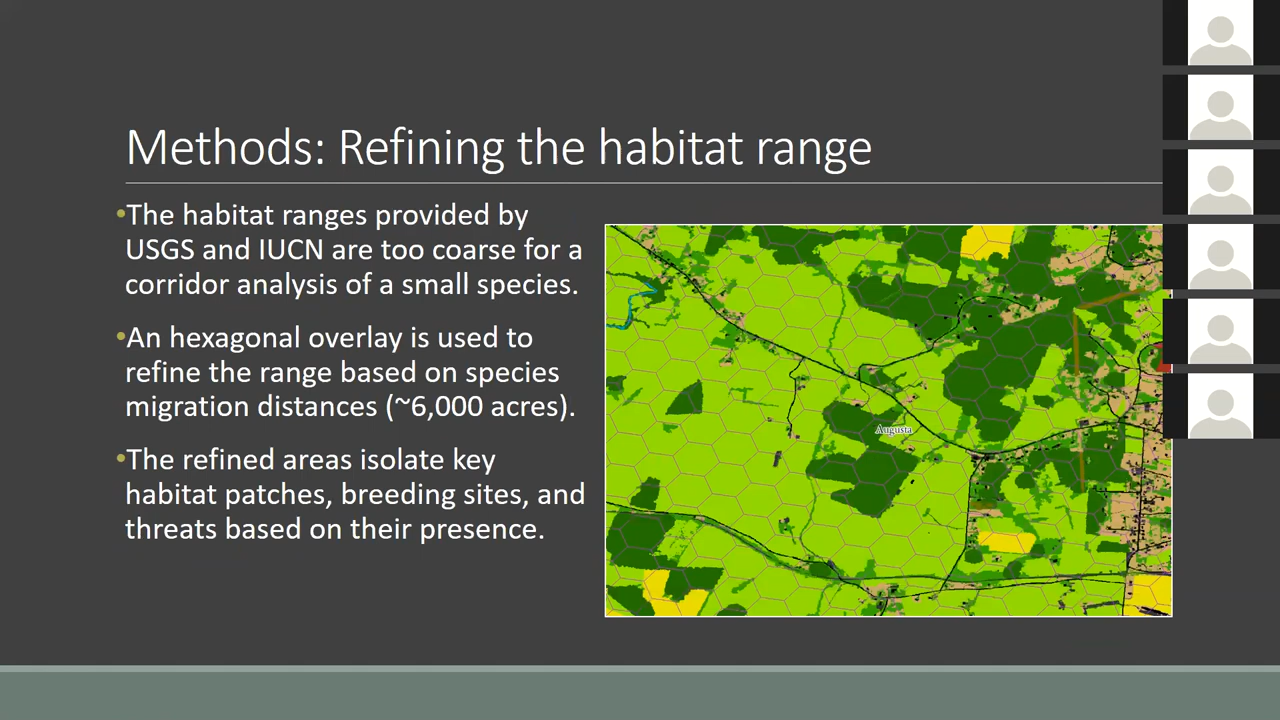 Methods: Refining the habitat range
•The habitat ranges provided by
USGS and IUCN are too coarse for a
corridor analysis of a small species.
•An hexagonal overlay is used to
refine the range based on species
migration distances (~6,000 acres).
•The refined areas isolate key
habitat patches, breeding sites, and
threats based on their presence.
Augusta